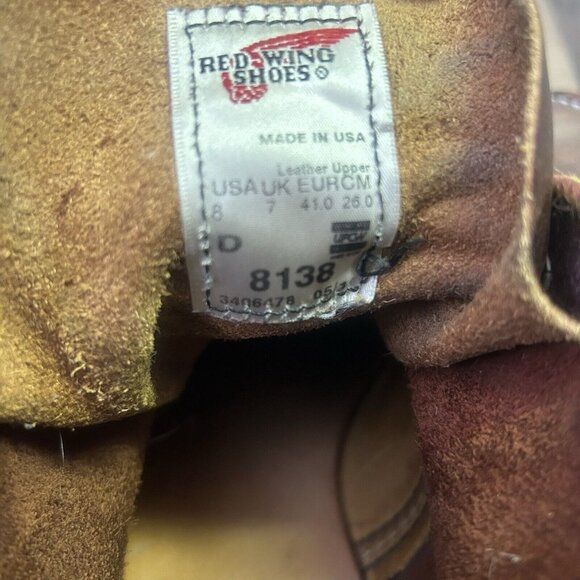 RED WING
SHOES
MADE IN USA
Leather Upper
USA UK EUR CM
8 7 41.0 26.0
D
8138
3406478 05/